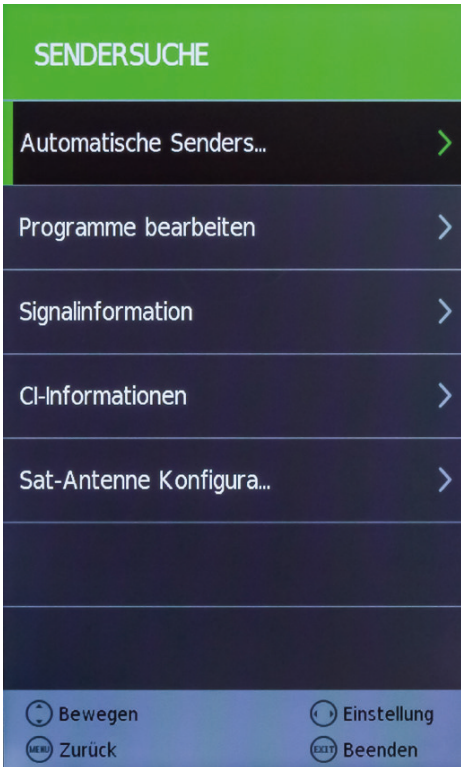 SENDERSUCHE
Automatische Senders...
Programme bearbeiten
Signalinformation
CI-Informationen
Sat-Antenne Konfigura...
Bewegen Einstellung
MENU Zurück EXIT Beenden